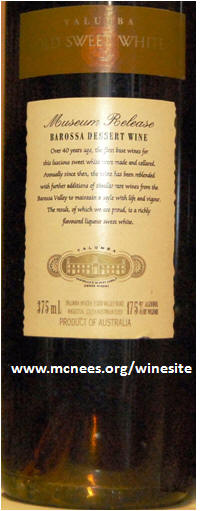 YALUMBA
OLD SWEET WHITE
Museum Release
BAROSSA DESSERT WINE
Over 40 years ago, the first base wines for
this luscious sweet white were made and cellared.
Annually since then, the wine has been reblended
with further additions of similar rare wines from the
Barossa Valley to maintain a style with life and vigour.
The result, of which we are proud, is a richly
flavoured liqueur sweet white.
YALUMBA
375 mL
17.5% ALCOHOL
PRODUCT OF AUSTRALIA
www.mcnees.org/winesite